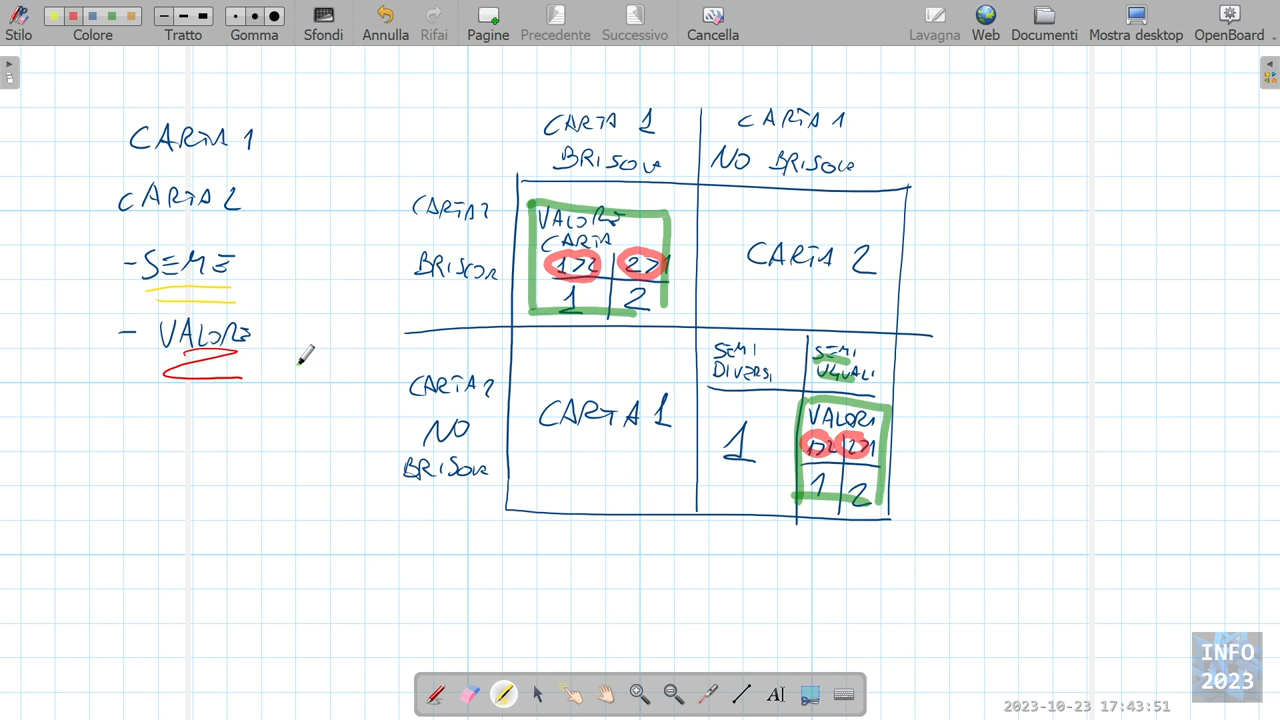 Stilo
Colore
Tratto
Gomma
Sfondi
Annulla
Rifai
Pagine
Precedente
Successivo
Cancella
Lavagna
Web
Documenti
Mostra desktop
OpenBoard
CARTA 1
CARTA 2
- SEME
- VALORE
CARTA 1
BRISCOLA
CARTA 1
NO BRISCOLA
CARTA 2
BRISCOLA
VALORE
CARTA
1>2 2>1
1 2
CARTA 2
CARTA 2
NO
BRISCOLA
CARTA 1
SEMI
DIVERSI
1
SEMI
UGUALI
VALORI
1>2 2>1
1 2
INFO
2023
2023-10-23 17:43:51
AI